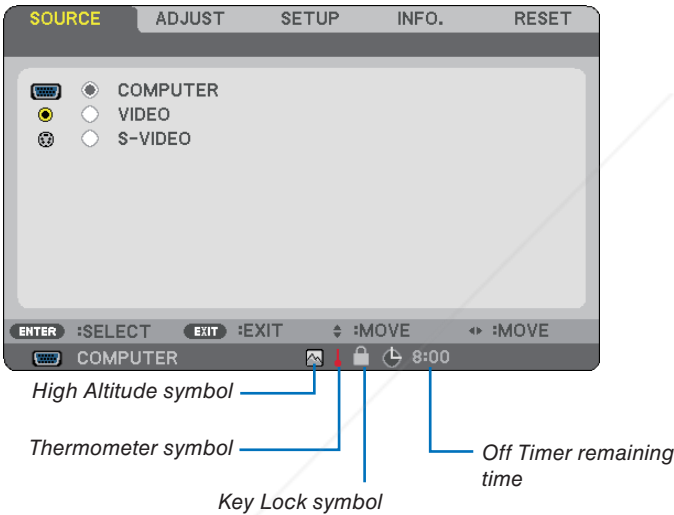 SOURCE ADJUST SETUP INFO. RESET
COMPUTER
VIDEO
S-VIDEO
ENTER :SELECT EXIT :EXIT :MOVE :MOVE
COMPUTER 8:00
High Altitude symbol
Thermometer symbol
Off Timer remaining
time
Key Lock symbol